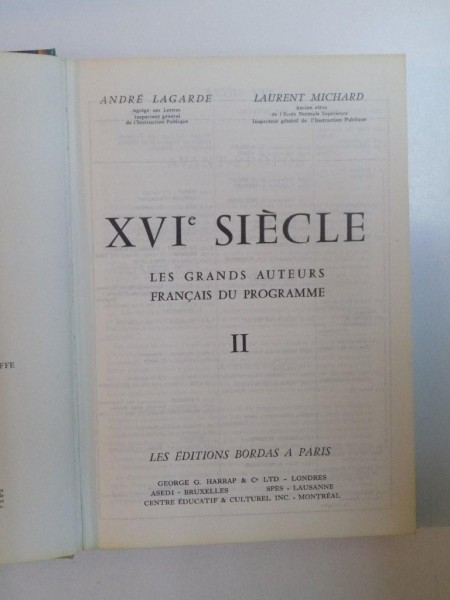 ANDRÉ LAGARDE
Agrégé des Lettres
Inspecteur général
de l'Instruction Publique
LAURENT MICHARD
Ancien élève
de l'École Normale Supérieure
Inspecteur général de l'Instruction Publique
XVIe SIÈCLE
LES GRANDS AUTEURS
FRANÇAIS DU PROGRAMME
II
FFE
LES ÉDITIONS BORDAS A PARIS
GEORGE G. HARRAP & Co LTD - LONDRES
ASEDI - BRUXELLES SPES - LAUSANNE
CENTRE ÉDUCATIF & CULTUREL INC. - MONTRÉAL